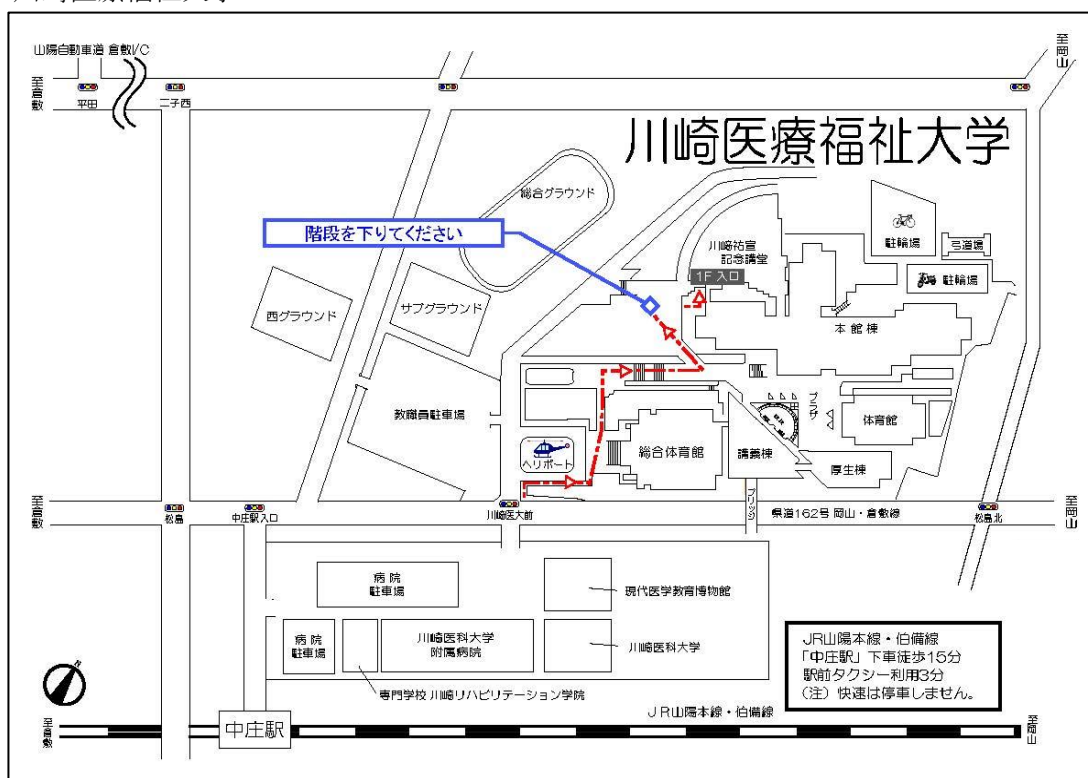 山陽自動車道 倉敷I/C
至岡山
至倉敷
平田
二子西
川崎医療福祉大学
総合グラウンド
階段を下りてください
川崎祐宣
記念講堂
1F 入口
駐輪場
弓道場
駐輪場
西グラウンド
サブグラウンド
本館棟
教職員駐車場
プラザ
体育館
ヘリポート
総合体育館
講義棟
厚生棟
至倉敷
松島
中庄駅入口
川崎医大前
ブリッジ
県道162号 岡山・倉敷線
松島北
至岡山
病院
駐車場
現代医学教育博物館
病院
駐車場
川崎医科大学
附属病院
川崎医科大学
専門学校 川崎リハビリテーション学院
JR山陽本線・伯備線
「中庄駅」下車徒歩15分
駅前タクシー利用3分
(注) 快速は停車しません。
N
JR山陽本線・伯備線
至倉敷
中庄駅
至岡山